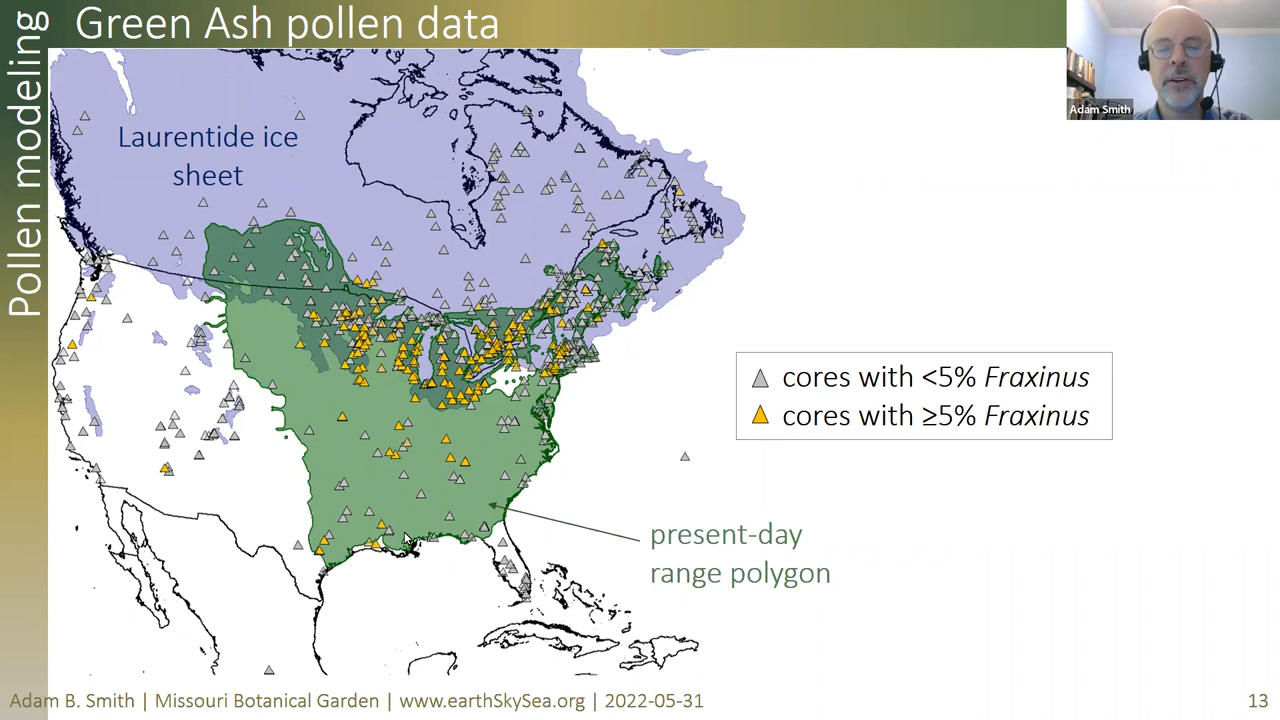 Green Ash pollen data
Pollen modeling
Adam Smith
Laurentide ice
sheet
cores with <5% Fraxinus
cores with ≥5% Fraxinus
present-day
range polygon
Adam B. Smith | Missouri Botanical Garden | www.earthSkySea.org | 2022-05-31
13